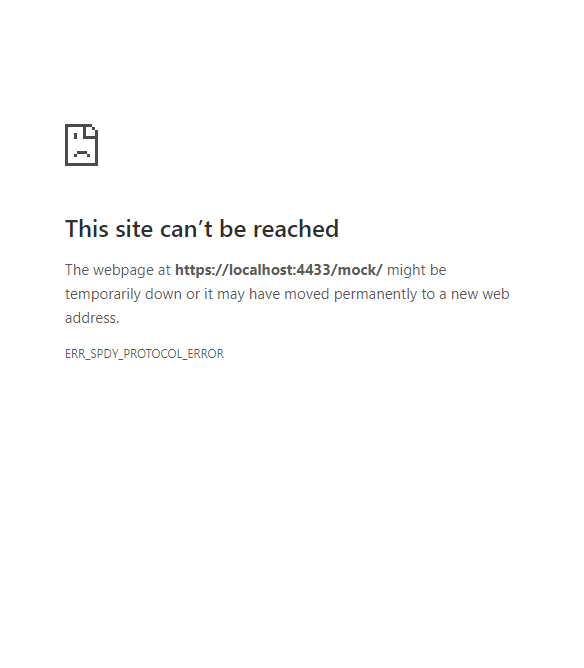 This site can’t be reached
The webpage at https://localhost:4433/mock/ might be
temporarily down or it may have moved permanently to a new web
address.
ERR_SPDY_PROTOCOL_ERROR